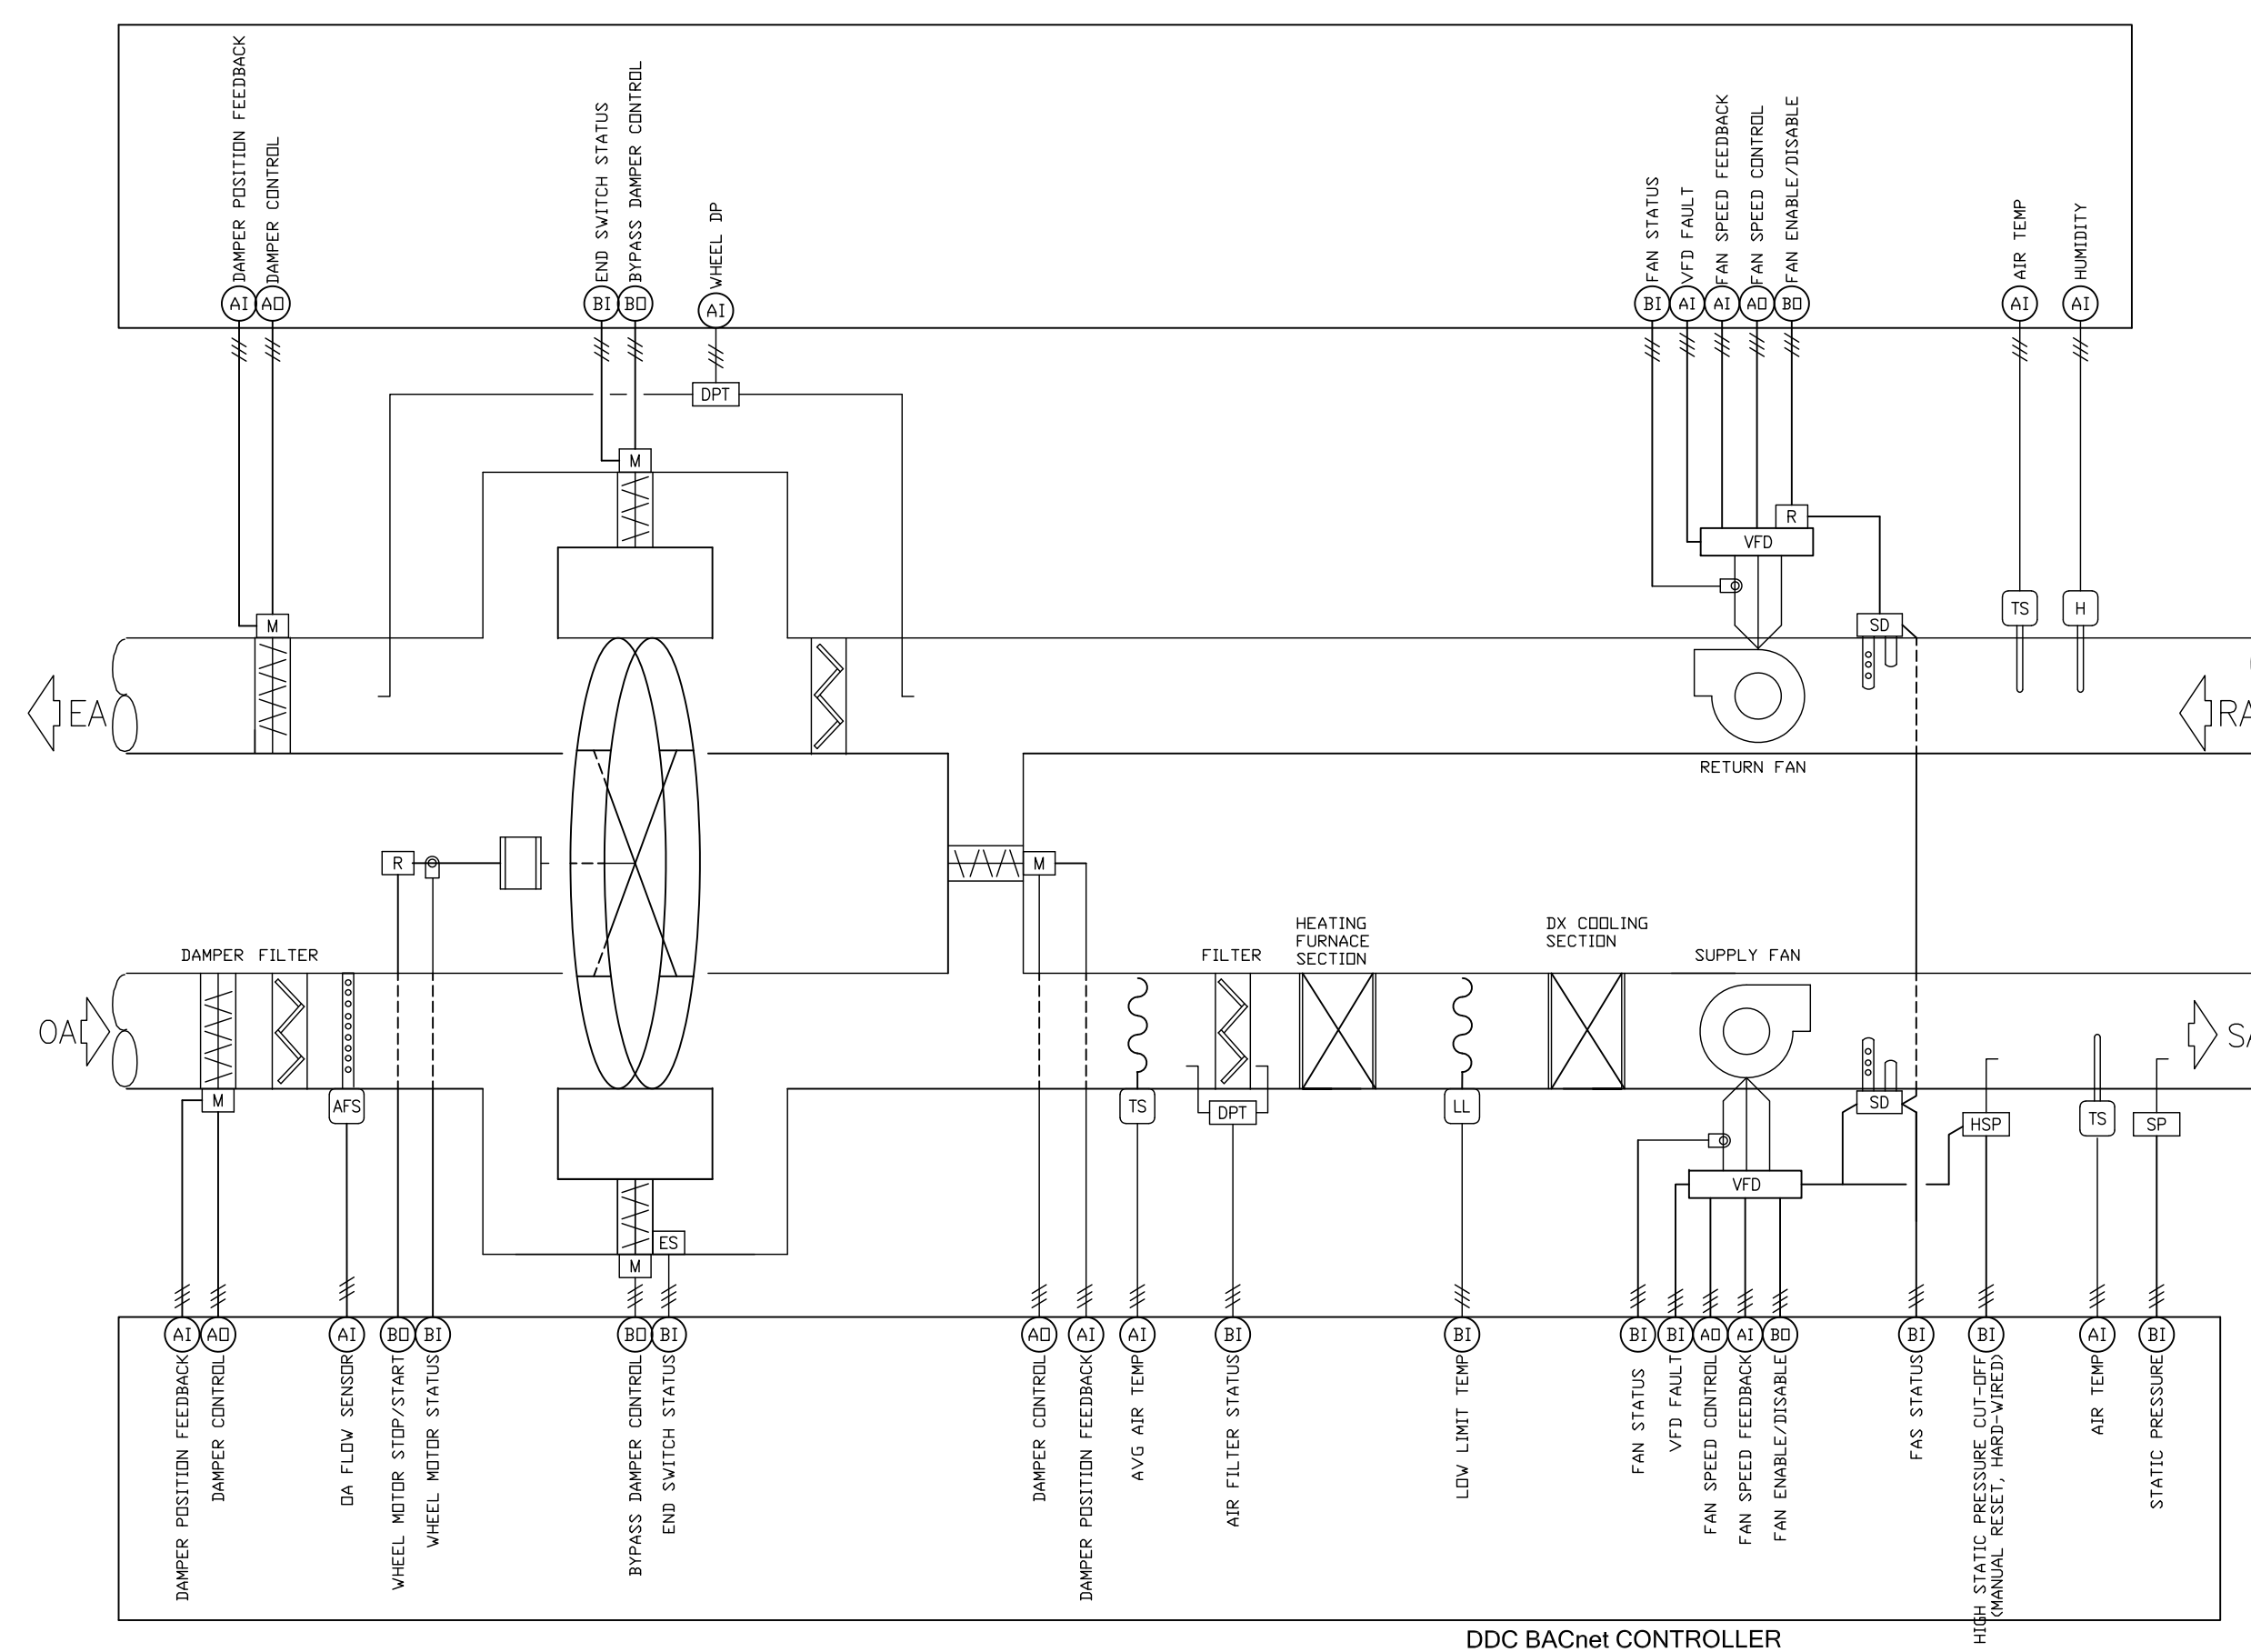 DAMPER POSITION FEEDBACK
DAMPER CONTROL
END SWITCH STATUS
BYPASS DAMPER CONTROL
WHEEL DP
FAN STATUS
VFD FAULT
FAN SPEED FEEDBACK
FAN SPEED CONTROL
FAN ENABLE/DISABLE
AIR TEMP
HUMIDITY
AI
AO
BI
BO
AI
BI
AI
AI
AO
BO
AI
AI
DPT
M
R
VFD
M
SD
TS
H
EA
RA
RETURN FAN
R
M
DAMPER
FILTER
FILTER
HEATING
FURNACE
SECTION
DX COOLING
SECTION
SUPPLY FAN
OA
SA
M
AFS
TS
DPT
LL
SD
HSP
TS
SP
VFD
ES
M
AI
AO
AI
BO
BI
BO
BI
AO
AI
AI
BI
BI
BI
BI
AO
AI
BO
BI
BI
AI
BI
DAMPER POSITION FEEDBACK
DAMPER CONTROL
OA FLOW SENSOR
WHEEL MOTOR STOP/START
WHEEL MOTOR STATUS
BYPASS DAMPER CONTROL
END SWITCH STATUS
DAMPER CONTROL
DAMPER POSITION FEEDBACK
AVG AIR TEMP
AIR FILTER STATUS
LOW LIMIT TEMP
FAN STATUS
VFD FAULT
FAN SPEED CONTROL
FAN SPEED FEEDBACK
FAN ENABLE/DISABLE
FAS STATUS
HIGH STATIC PRESSURE CUT-OFF
(MANUAL RESET, HARD-WIRED)
AIR TEMP
STATIC PRESSURE
DDC BACnet CONTROLLER